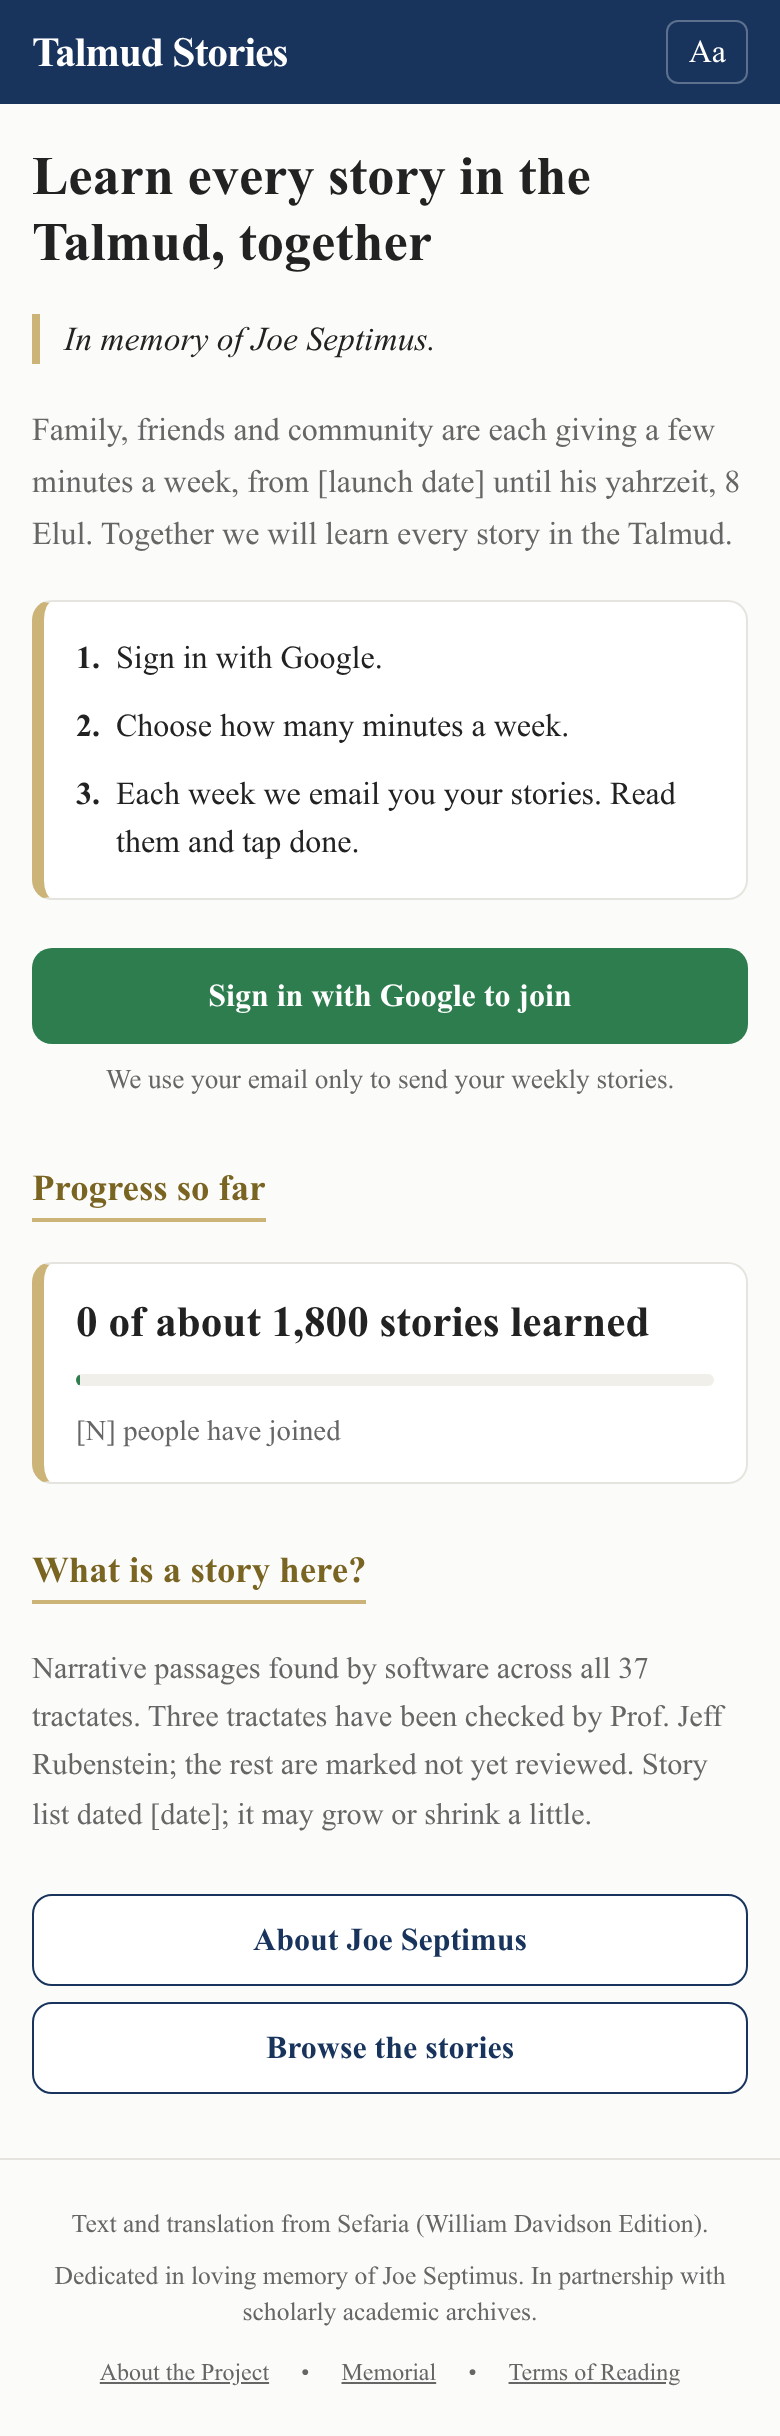 Talmud Stories
Aa
Learn every story in the
Talmud, together
In memory of Joe Septimus.
Family, friends and community are each giving a few
minutes a week, from [launch date] until his yahrzeit, 8
Elul. Together we will learn every story in the Talmud.
1. Sign in with Google.
2. Choose how many minutes a week.
3. Each week we email you your stories. Read
them and tap done.
Sign in with Google to join
We use your email only to send your weekly stories.
Progress so far
0 of about 1,800 stories learned
[N] people have joined
What is a story here?
Narrative passages found by software across all 37
tractates. Three tractates have been checked by Prof. Jeff
Rubenstein; the rest are marked not yet reviewed. Story
list dated [date]; it may grow or shrink a little.
About Joe Septimus
Browse the stories
Text and translation from Sefaria (William Davidson Edition).
Dedicated in loving memory of Joe Septimus. In partnership with
scholarly academic archives.
About the Project • Memorial • Terms of Reading